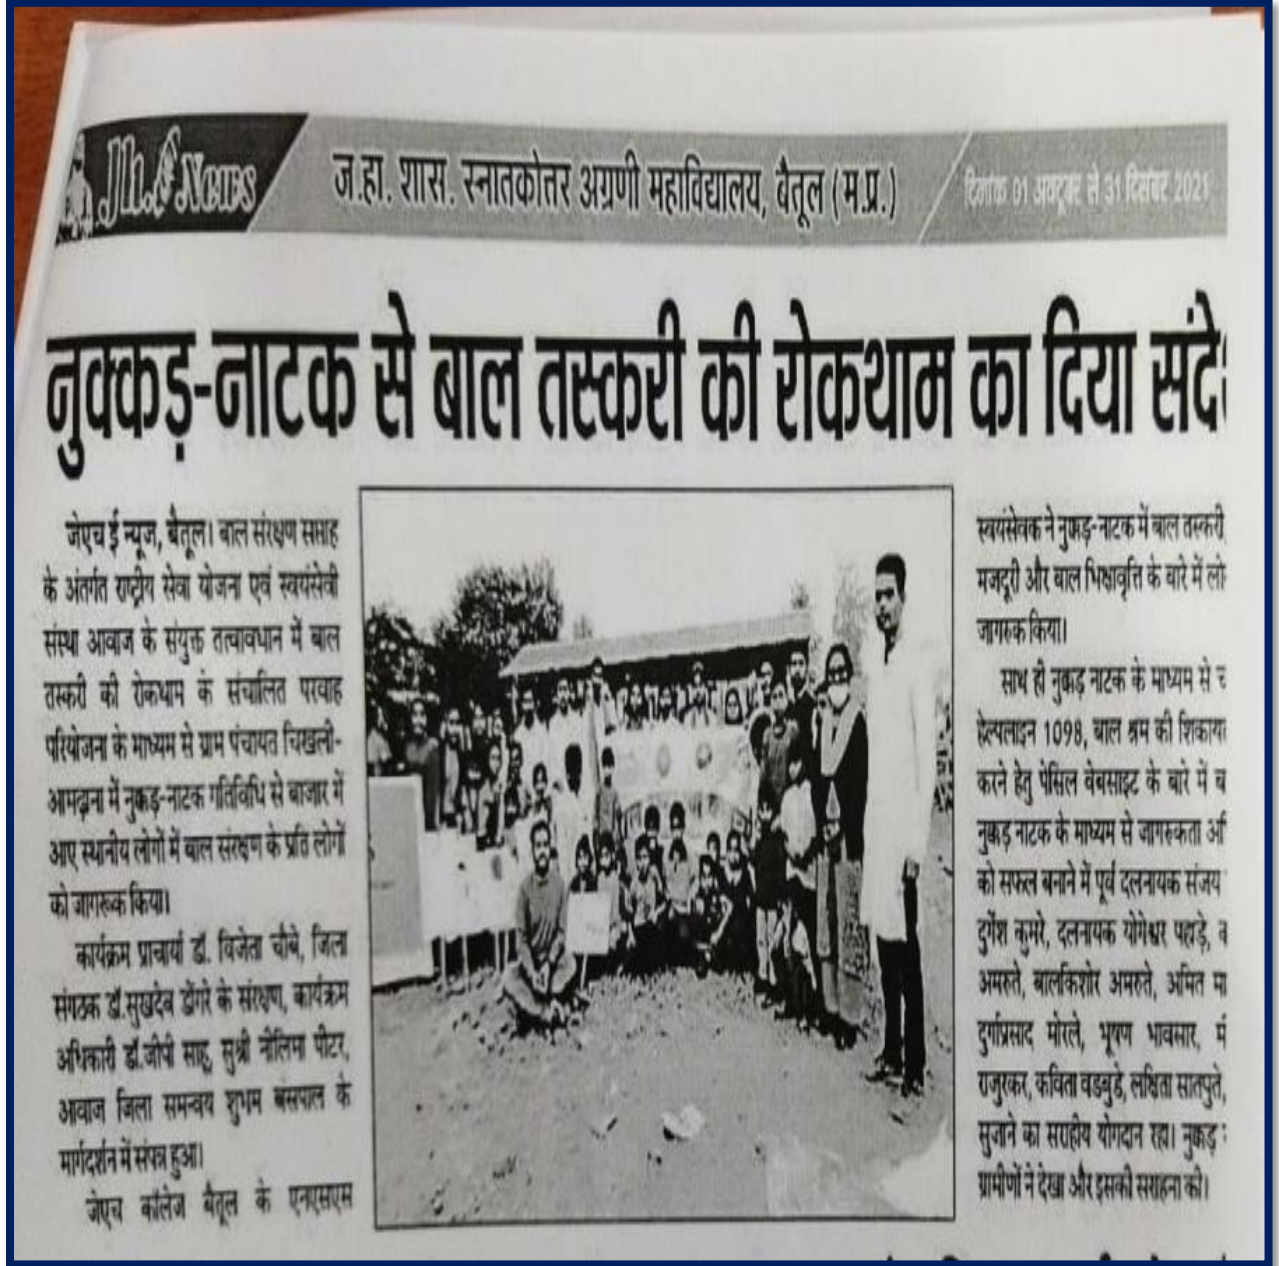 News
ज.हा. शास. स्नातकोत्तर अग्रणी महाविद्यालय, बैतूल (म.प्र.)
दिनांक 01 अक्टूबर से 31 दिसंबर 2021
नुक्कड़-नाटक से बाल तस्करी की रोकथाम का दिया
जेएच ई न्यूज, बैतूल। बाल संरक्षण सप्ताह
के अंतर्गत राष्ट्रीय सेवा योजना एवं स्वयंसेवी
संस्था आवाज के संयुक्त तत्वावधान में बाल
तस्करी की रोकथाम के संचालित परवाह
परियोजना के माध्यम से ग्राम पंचायत चिखली-
आमढ़ाना में नुक्कड़-नाटक गतिविधि से बाजार में
आए स्थानीय लोगों में बाल संरक्षण के प्रति लोगों
को जागरूक किया।
कार्यक्रम प्राचार्या डॉ. विजेता चौबे, जिला
संगठक डॉ.सुखदेव डोंगरे के संरक्षण, कार्यक्रम
अधिकारी डॉ.जीपी साहू, सुश्री नीलिमा पीटर,
आवाज जिला समन्वय शुभम बसपाल के
मार्गदर्शन में संपन्न हुआ।
जेएच कॉलेज बैतूल के एनएसएस
स्वयंसेवक ने नुक्कड़-नाटक में बाल तस्करी
मजदूरी और बाल भिक्षावृत्ति के बारे में
जागरुक किया।
साथ ही नुक्कड़ नाटक के माध्यम से
हेल्पलाइन 1098, बाल श्रम की
करने हेतु पेंसिल वेबसाइट के बारे में
नुक्कड़ नाटक के माध्यम से जागरुकता
को सफल बनाने में पूर्व दलनायक संजय
दुर्गेश कुमरे, दलनायक योगेश्वर पहाड़े,
अमरुते, बालकिशोर अमरुते, अमित
दुर्गाप्रसाद मोरले, भूषण भावसार,
राजुरकर, कविता वडबुडे, लक्षिता सातपुते,
सुजाने का सराहीय योगदान रहा। नुक्कड़
ग्रामीणों ने देखा और इसकी सराहना की।